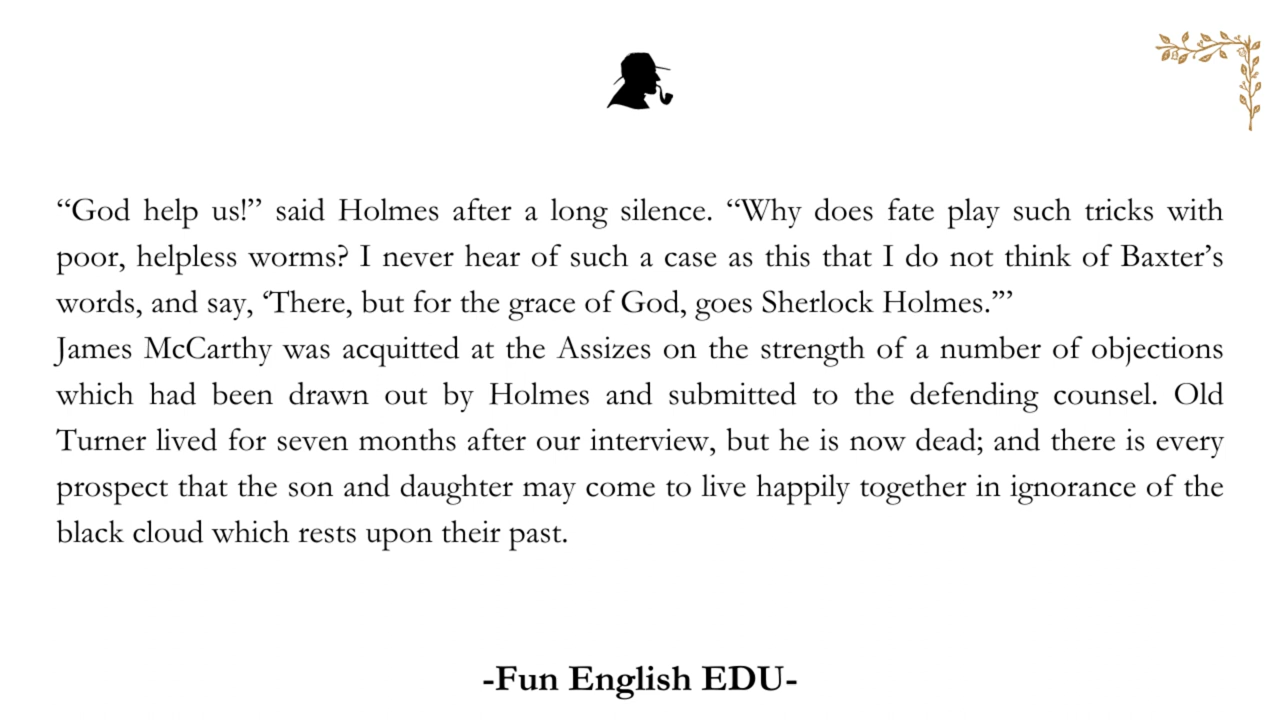 “God help us!” said Holmes after a long silence. “Why does fate play such tricks with
poor, helpless worms? I never hear of such a case as this that I do not think of Baxter’s
words, and say, ‘There, but for the grace of God, goes Sherlock Holmes.”’
James McCarthy was acquitted at the Assizes on the strength of a number of objections
which had been drawn out by Holmes and submitted to the defending counsel. Old
Turner lived for seven months after our interview, but he is now dead; and there is every
prospect that the son and daughter may come to live happily together in ignorance of the
black cloud which rests upon their past.
-Fun English EDU-